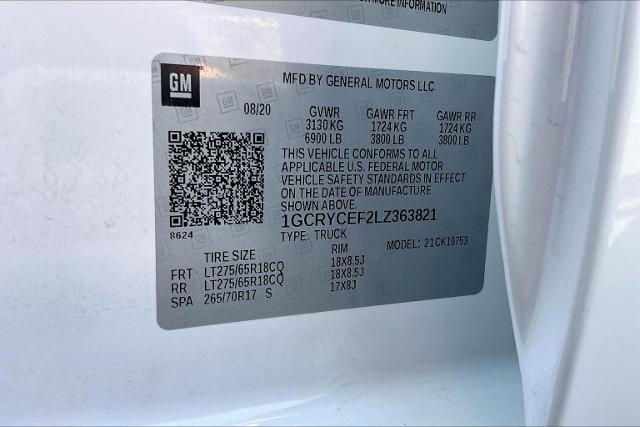 OR MORE INFORMATION
GM
MFD BY GENERAL MOTORS LLC
08/20 GVWR GAWR FRT GAWR RR
3130 KG 1724 KG 1724 KG
6900 LB 3800 LB 3800 LB
THIS VEHICLE CONFORMS TO ALL
APPLICABLE U.S. FEDERAL MOTOR
VEHICLE SAFETY STANDARDS IN EFFECT
ON THE DATE OF MANUFACTURE
SHOWN ABOVE.
1GCRYCEF2LZ363821
8624
TYPE: TRUCK MODEL: 21CK10753
TIRE SIZE RIM
FRT LT275/65R18CQ 18X8.5J
RR LT275/65R18CQ 18X8.5J
SPA 265/70R17 S 17X8J